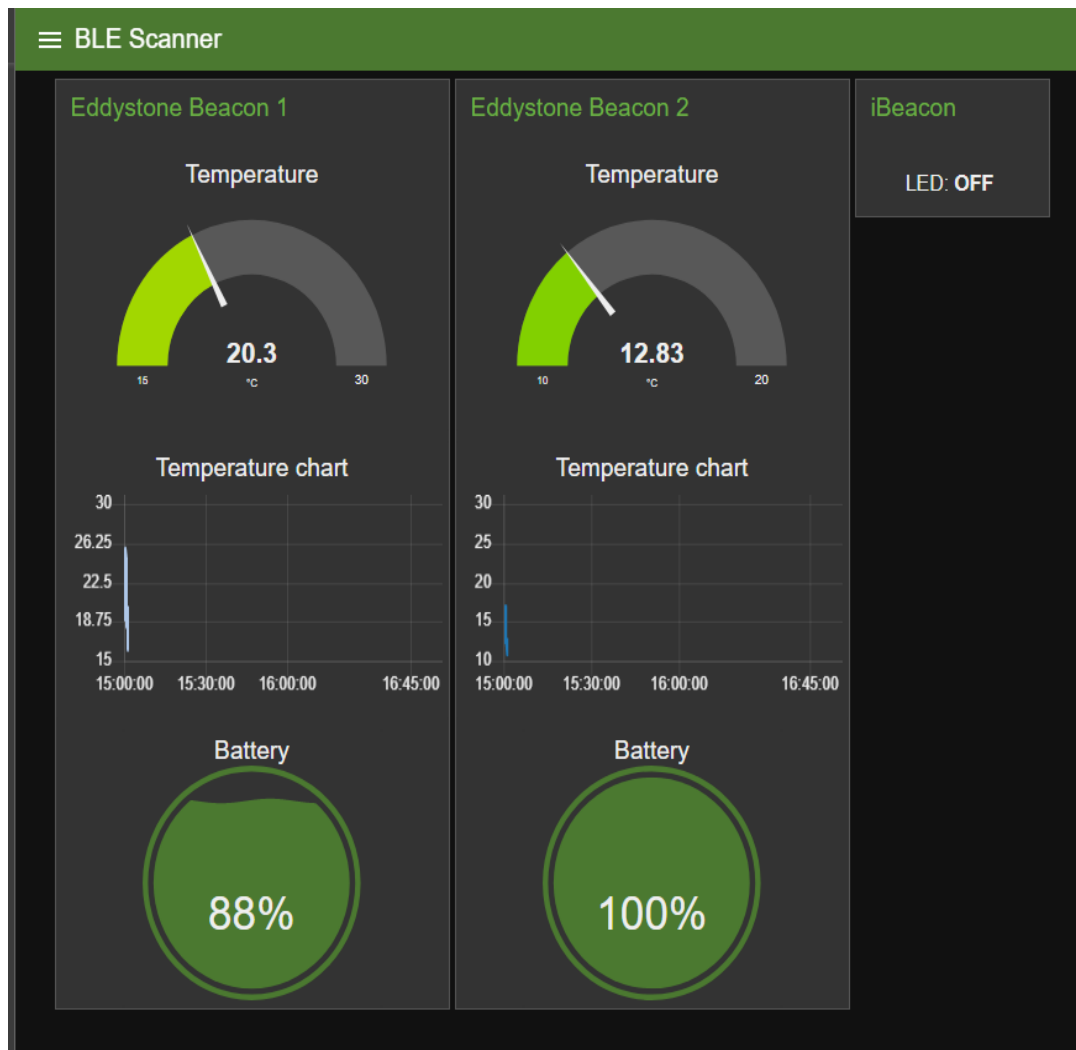 BLE Scanner
Eddystone Beacon 1
Temperature
20.3
15
°C
30
Temperature chart
30
26.25
22.5
18.75
15
15:00:00 15:30:00 16:00:00 16:45:00
Battery
88%
Eddystone Beacon 2
Temperature
12.83
10
°C
20
Temperature chart
30
25
20
15
10
15:00:00 15:30:00 16:00:00 16:45:00
Battery
100%
iBeacon
LED: OFF